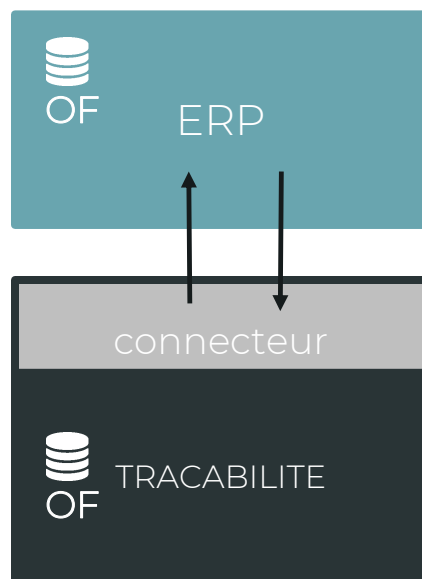 OF
ERP
connecteur
TRACABILITE
OF